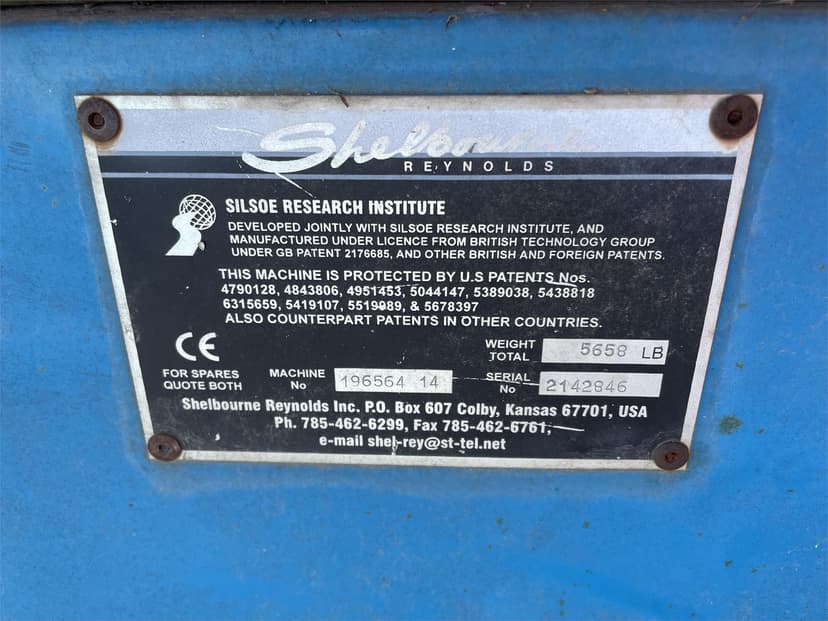 Shelbourne
REYNOLDS
SILSOE RESEARCH INSTITUTE
DEVELOPED JOINTLY WITH SILSOE RESEARCH INSTITUTE, AND
MANUFACTURED UNDER LICENCE FROM BRITISH TECHNOLOGY GROUP
UNDER GB PATENT 2176685, AND OTHER BRITISH AND FOREIGN PATENTS.
THIS MACHINE IS PROTECTED BY U.S PATENTS Nos.
4790128, 4843806, 4951453, 5044147, 5389038, 5438818
6315659, 5419107, 5519989, & 5678397
ALSO COUNTERPART PATENTS IN OTHER COUNTRIES.
CE
WEIGHT
TOTAL 5658 LB
FOR SPARES
QUOTE BOTH
MACHINE
No 196564 14
SERIAL
No 2142846
Shelbourne Reynolds Inc. P.O. Box 607 Colby, Kansas 67701, USA
Ph. 785-462-6299, Fax 785-462-6761,
e-mail shel-rey@st-tel.net